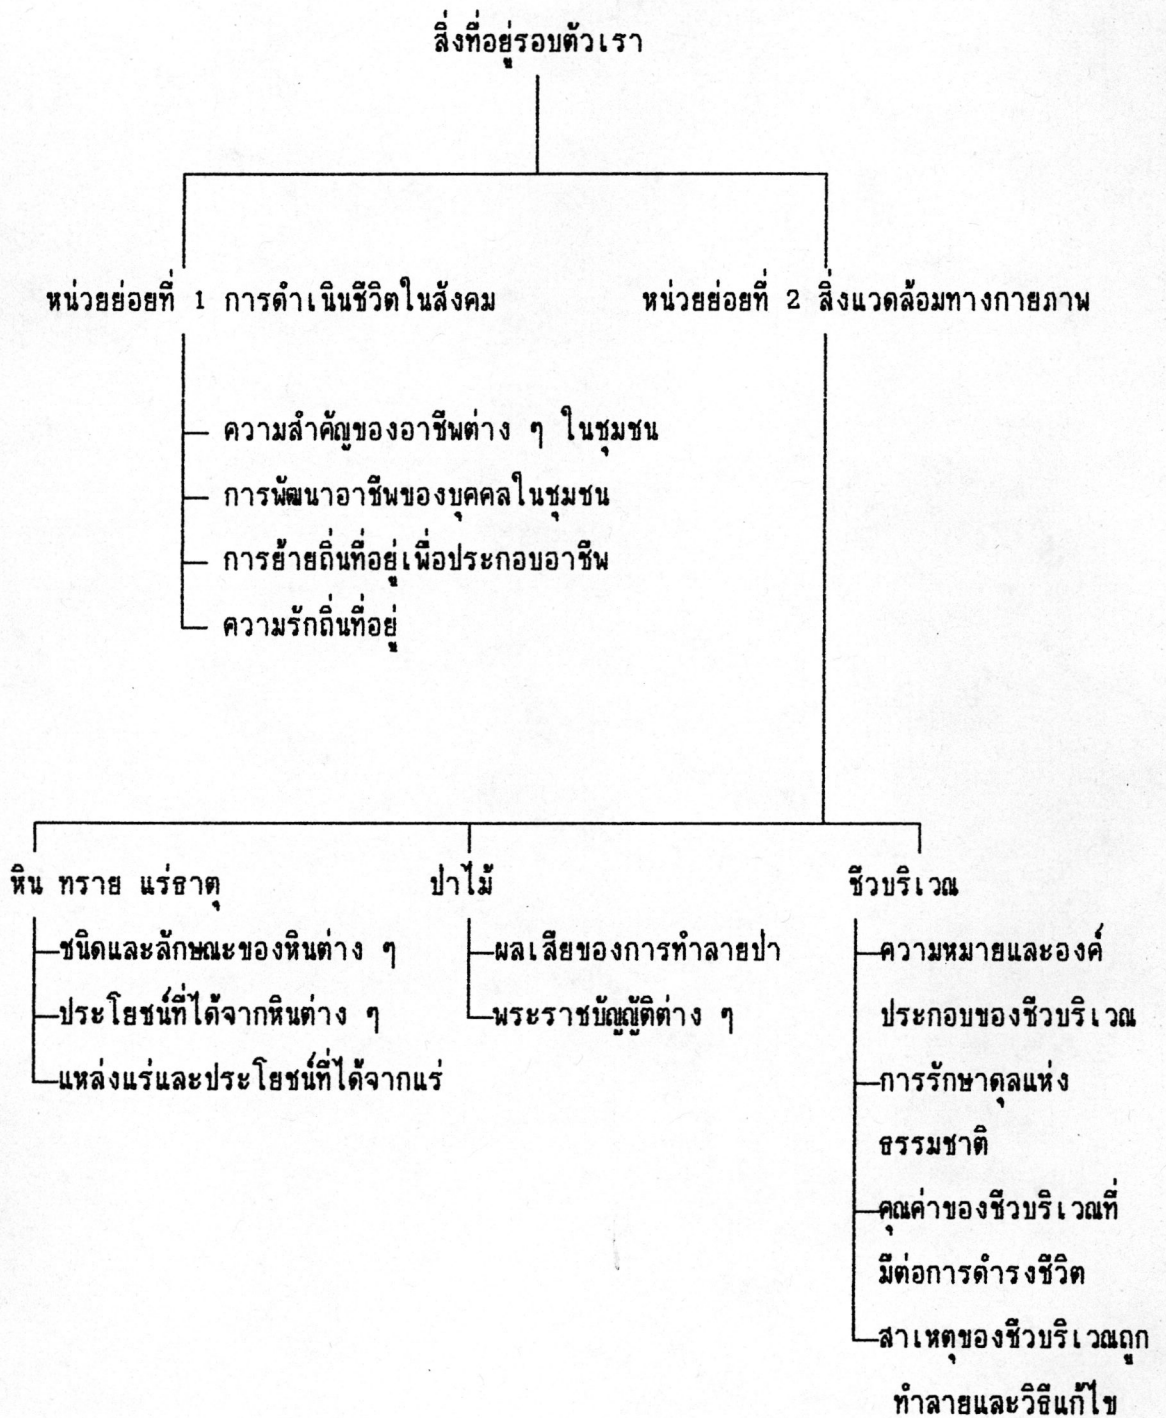 สิ่งที่อยู่รอบตัวเรา
หน่วยย่อยที่ 1 การดำเนินชีวิตในสังคม
หน่วยย่อยที่ 2 สิ่งแวดล้อมทางกายภาพ
ความสำคัญของอาชีพต่าง ๆ ในชุมชน
การพัฒนาอาชีพของบุคคลในชุมชน
การย้ายถิ่นที่อยู่เพื่อประกอบอาชีพ
ความรักถิ่นที่อยู่
หิน ทราย แร่ธาตุ
ชนิดและลักษณะของหินต่าง ๆ
ประโยชน์ที่ได้จากหินต่าง ๆ
แหล่งแร่และประโยชน์ที่ได้จากแร่
ป่าไม้
ผลเสียของการทำลายป่า
พระราชบัญญัติต่าง ๆ
ชีวบริเวณ
ความหมายและองค์
ประกอบของชีวบริเวณ
การรักษาดุลแห่ง
ธรรมชาติ
คุณค่าของชีวบริเวณที่
มีต่อการดำรงชีวิต
สาเหตุของชีวบริเวณถูก
ทำลายและวิธีแก้ไข